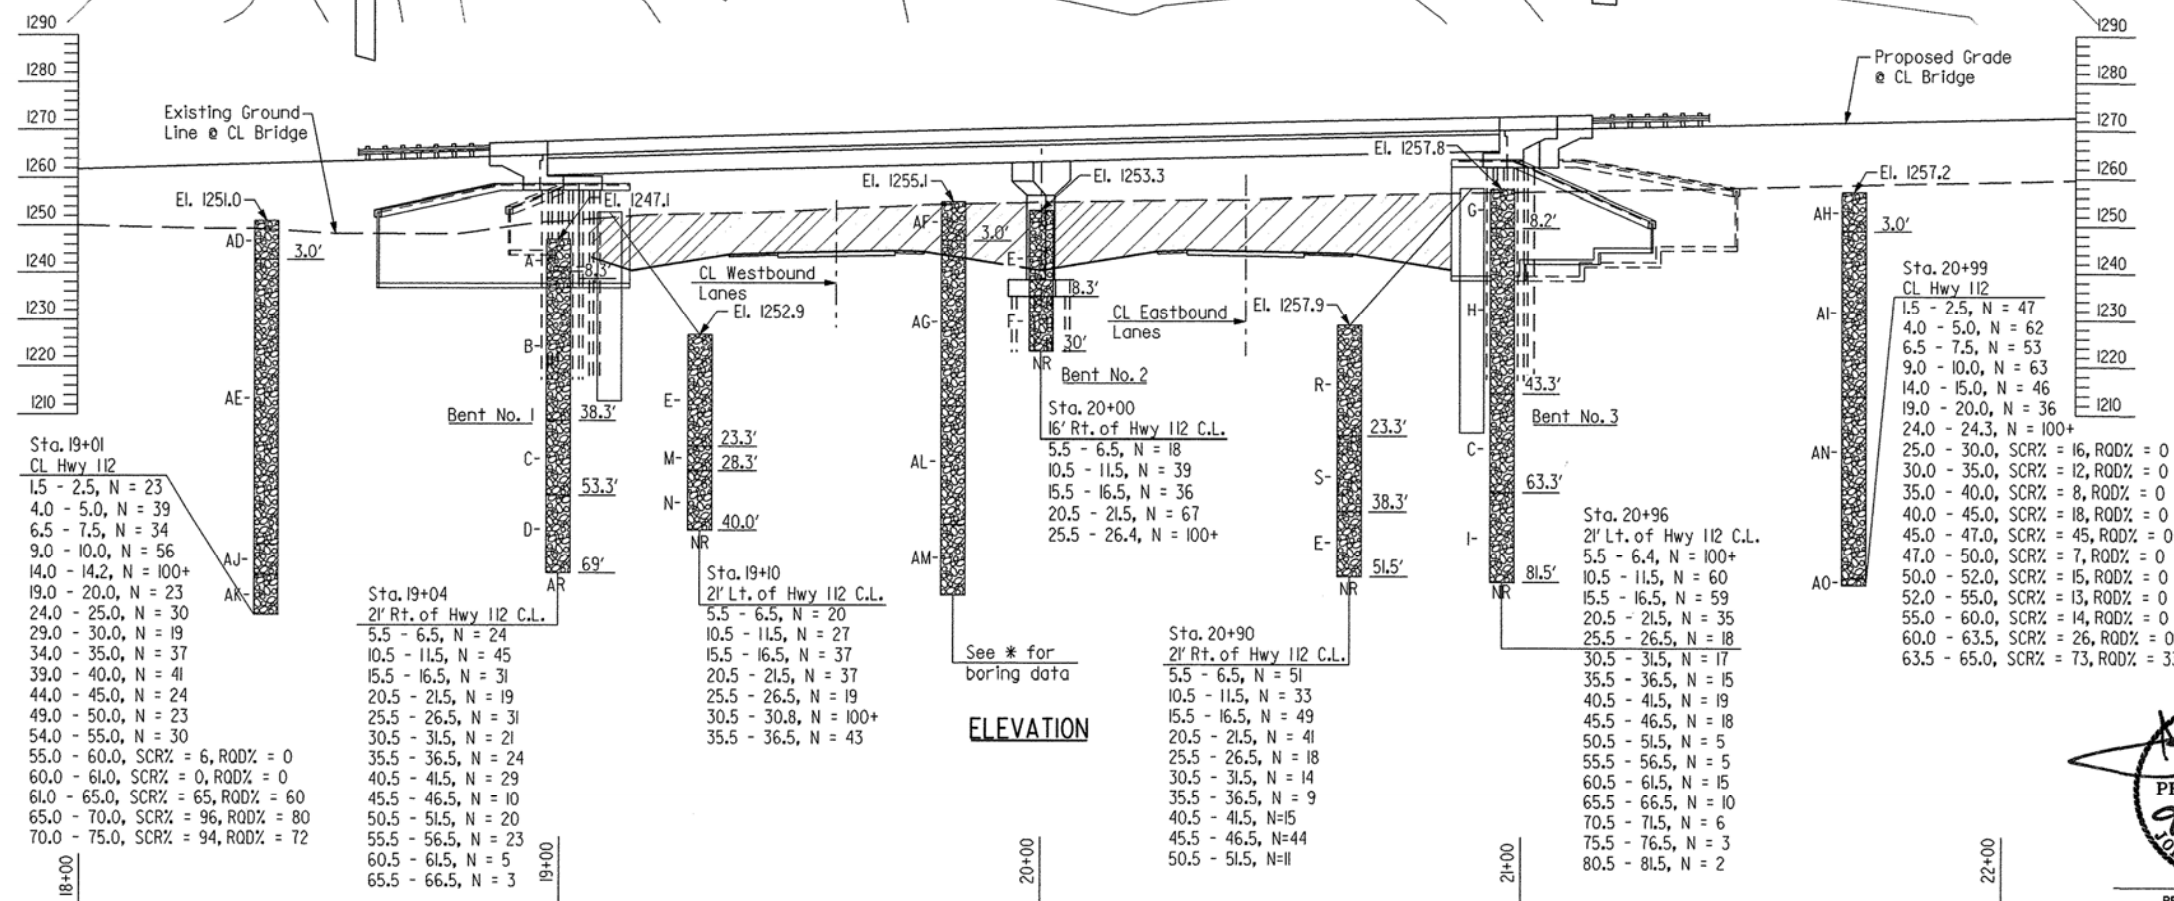 1290
1280
1270
1260
1250
1240
1230
1220
1210
1290
1280
1270
1260
1250
1240
1230
1220
1210
Existing Ground
Line @ CL Bridge
Proposed Grade
@ CL Bridge
El. 1251.0
AD-
3.0'
AE-
AJ-
AK-
El. 1247.1
A-
8.3'
B-
38.3'
C-
53.3'
D-
69'
AR
Bent No. 1
CL Westbound
Lanes
El. 1252.9
E-
23.3'
M-
28.3'
N-
40.0'
NR
El. 1255.1
AF-
3.0'
AG-
AL-
AM-
El. 1253.3
E-
18.3'
F-
30'
NR
Bent No. 2
CL Eastbound
Lanes
El. 1257.9
R-
23.3'
S-
38.3'
E-
51.5'
NR
El. 1257.8
G-
8.2'
H-
43.3'
C-
63.3'
I-
81.5'
NR
Bent No. 3
El. 1257.2
AH-
3.0'
AI-
AN-
AO-
Sta. 19+01
CL Hwy 112
1.5 - 2.5, N = 23
4.0 - 5.0, N = 39
6.5 - 7.5, N = 34
9.0 - 10.0, N = 56
14.0 - 14.2, N = 100+
19.0 - 20.0, N = 23
24.0 - 25.0, N = 30
29.0 - 30.0, N = 19
34.0 - 35.0, N = 37
39.0 - 40.0, N = 41
44.0 - 45.0, N = 24
49.0 - 50.0, N = 23
54.0 - 55.0, N = 30
55.0 - 60.0, SCR% = 6, RQD% = 0
60.0 - 61.0, SCR% = 0, RQD% = 0
61.0 - 65.0, SCR% = 65, RQD% = 60
65.0 - 70.0, SCR% = 96, RQD% = 80
70.0 - 75.0, SCR% = 94, RQD% = 72
Sta. 19+04
21' Rt. of Hwy 112 C.L.
5.5 - 6.5, N = 24
10.5 - 11.5, N = 45
15.5 - 16.5, N = 31
20.5 - 21.5, N = 19
25.5 - 26.5, N = 31
30.5 - 31.5, N = 21
35.5 - 36.5, N = 24
40.5 - 41.5, N = 29
45.5 - 46.5, N = 10
50.5 - 51.5, N = 20
55.5 - 56.5, N = 23
60.5 - 61.5, N = 5
65.5 - 66.5, N = 3
Sta. 19+10
21' Lt. of Hwy 112 C.L.
5.5 - 6.5, N = 20
10.5 - 11.5, N = 27
15.5 - 16.5, N = 37
20.5 - 21.5, N = 37
25.5 - 26.5, N = 19
30.5 - 30.8, N = 100+
35.5 - 36.5, N = 43
See * for
boring data
ELEVATION
Sta. 20+00
16' Rt. of Hwy 112 C.L.
5.5 - 6.5, N = 18
10.5 - 11.5, N = 39
15.5 - 16.5, N = 36
20.5 - 21.5, N = 67
25.5 - 26.4, N = 100+
Sta. 20+90
21' Rt. of Hwy 112 C.L.
5.5 - 6.5, N = 51
10.5 - 11.5, N = 33
15.5 - 16.5, N = 49
20.5 - 21.5, N = 41
25.5 - 26.5, N = 18
30.5 - 31.5, N = 14
35.5 - 36.5, N = 9
40.5 - 41.5, N=15
45.5 - 46.5, N=44
50.5 - 51.5, N=11
Sta. 20+96
21' Lt. of Hwy 112 C.L.
5.5 - 6.4, N = 100+
10.5 - 11.5, N = 60
15.5 - 16.5, N = 59
20.5 - 21.5, N = 35
25.5 - 26.5, N = 18
30.5 - 31.5, N = 17
35.5 - 36.5, N = 15
40.5 - 41.5, N = 19
45.5 - 46.5, N = 18
50.5 - 51.5, N = 5
55.5 - 56.5, N = 5
60.5 - 61.5, N = 15
65.5 - 66.5, N = 10
70.5 - 71.5, N = 6
75.5 - 76.5, N = 3
80.5 - 81.5, N = 2
Sta. 20+99
CL Hwy 112
1.5 - 2.5, N = 47
4.0 - 5.0, N = 62
6.5 - 7.5, N = 53
9.0 - 10.0, N = 63
14.0 - 15.0, N = 46
19.0 - 20.0, N = 36
24.0 - 24.3, N = 100+
25.0 - 30.0, SCR% = 16, RQD% = 0
30.0 - 35.0, SCR% = 12, RQD% = 0
35.0 - 40.0, SCR% = 8, RQD% = 0
40.0 - 45.0, SCR% = 18, RQD% = 0
45.0 - 47.0, SCR% = 45, RQD% = 0
47.0 - 50.0, SCR% = 7, RQD% = 0
50.0 - 52.0, SCR% = 15, RQD% = 0
52.0 - 55.0, SCR% = 13, RQD% = 0
55.0 - 60.0, SCR% = 14, RQD% = 0
60.0 - 63.5, SCR% = 26, RQD% = 0
63.5 - 65.0, SCR% = 73, RQD% =
18+00
19+00
20+00
21+00
22+00